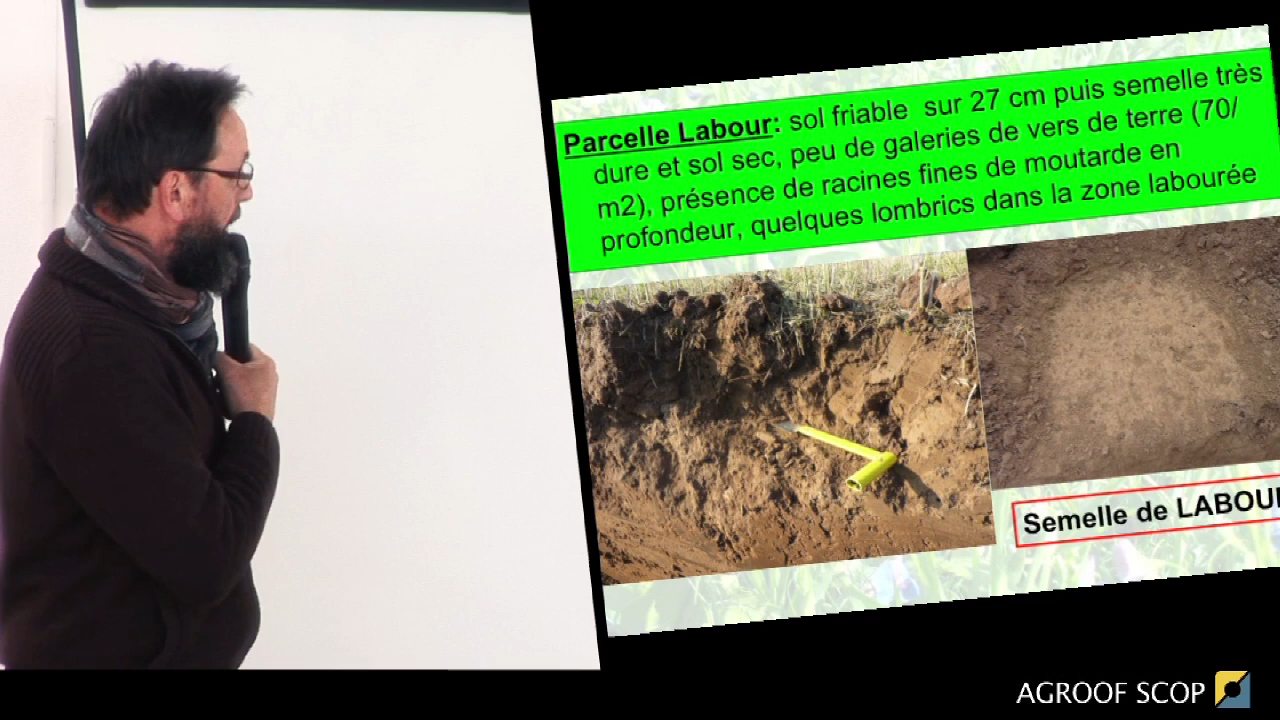 Parcelle Labour: sol friable sur 27 cm puis semelle très
dure et sol sec, peu de galeries de vers de terre (70/
m2), présence de racines fines de moutarde en
profondeur, quelques lombrics dans la zone labourée
Semelle de LABOU
AGROOF SCOP